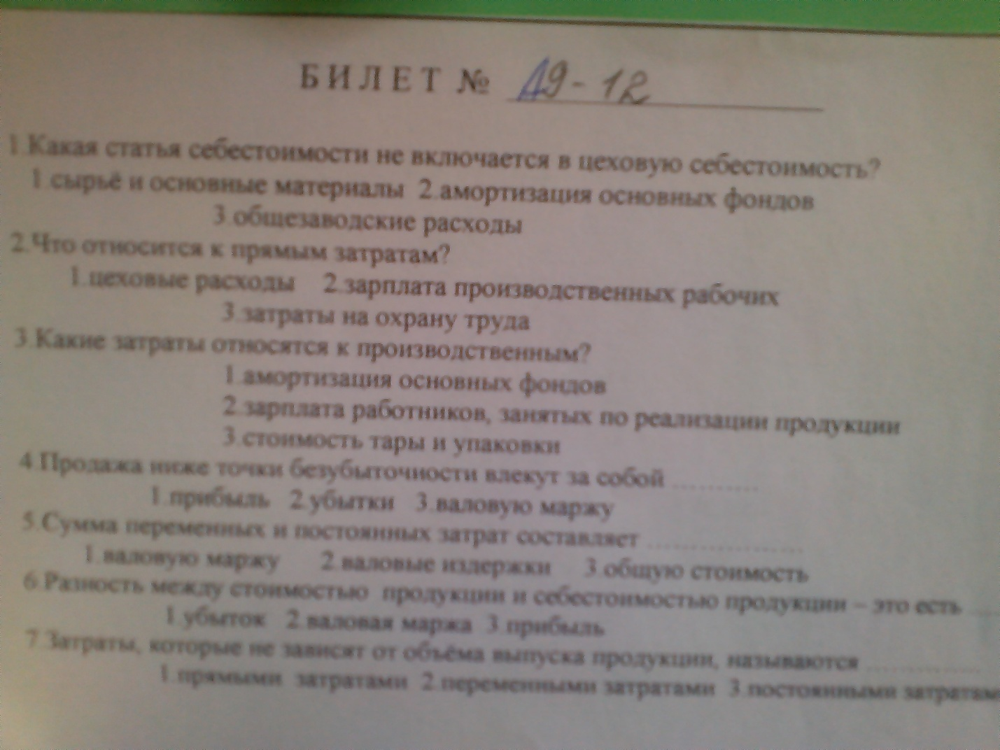 БИЛЕТ № А9-12
1.Какая статья себестоимости не включается в цеховую себестоимость?
1.сырьё и основные материалы 2.амортизация основных фондов
3.общезаводские расходы
2.Что относится к прямым затратам?
1.цеховые расходы 2.зарплата производственных рабочих
3.затраты на охрану труда
3.Какие затраты относятся к производственным?
1.амортизация основных фондов
2.зарплата работников, занятых по реализации продукции
3.стоимость тары и упаковки
4.Продажа ниже точки безубыточности влекут за собой ...........
1.прибыль 2.убытки 3.валовую маржу
5.Сумма переменных и постоянных затрат составляет ....................
1.валовую маржу 2.валовые издержки 3.общую стоимость
6.Разность между стоимостью продукции и себестоимостью продукции – это есть ....
1.убыток 2.валовая маржа 3.прибыль
7.Затраты, которые не зависят от объёма выпуска продукции, называются ...............
1.прямыми затратами 2.переменными затратами 3.постоянными затратам